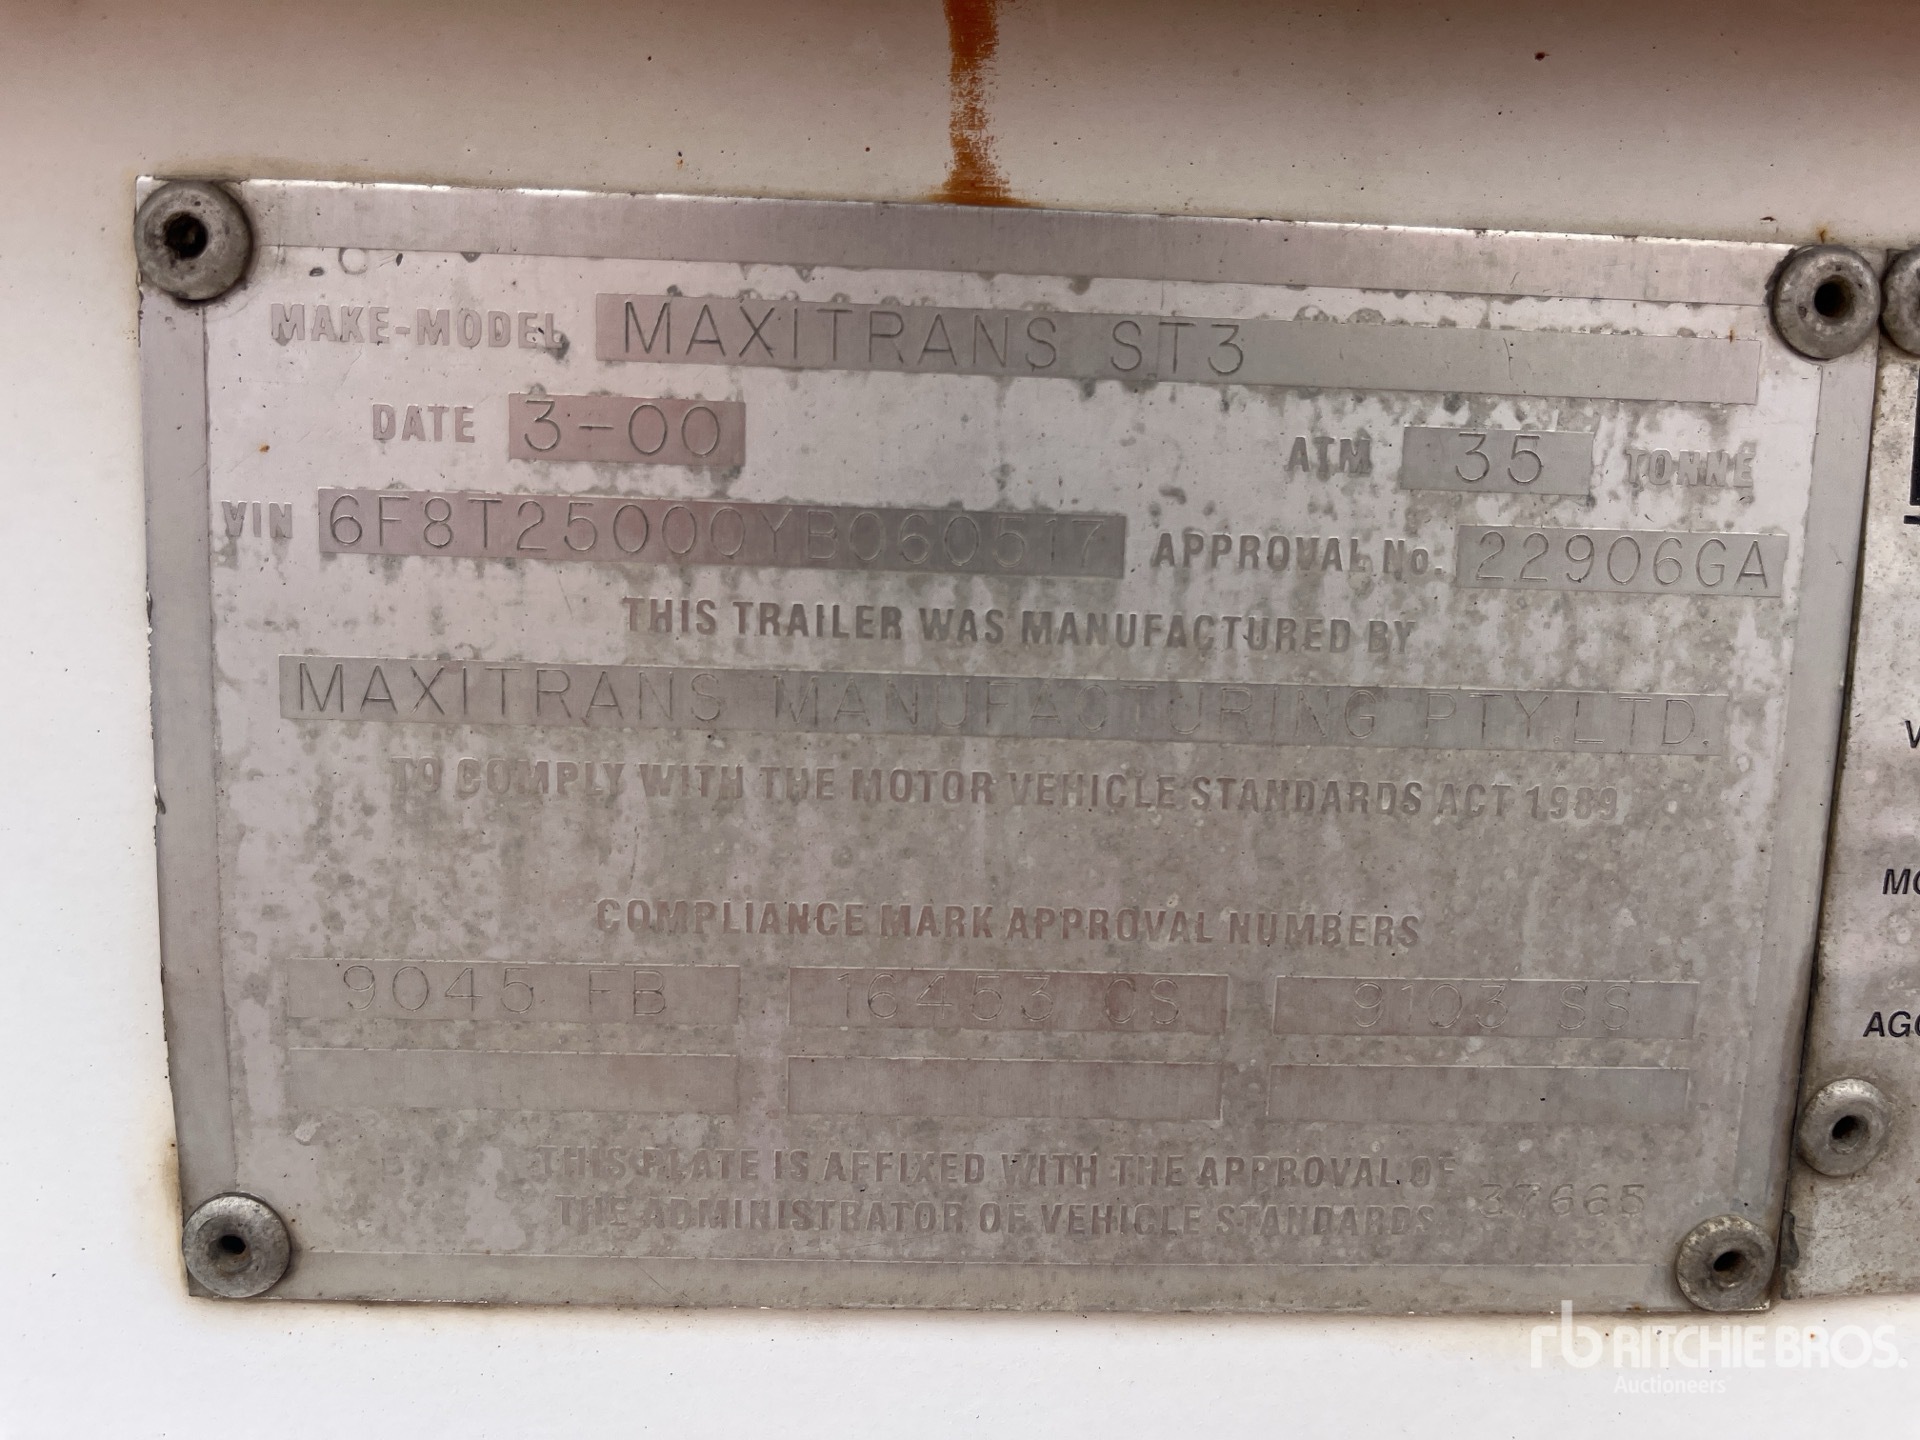 MAKE-MODEL MAXITRANS ST3
DATE 3-00 ATM 35 TONNE
VIN 6F8T25000YB060517 APPROVAL No. 22906GA
THIS TRAILER WAS MANUFACTURED BY
MAXITRANS MANUFACTURING PTY.LTD.
TO COMPLY WITH THE MOTOR VEHICLE STANDARDS ACT 1989
COMPLIANCE MARK APPROVAL NUMBERS
9045 FB 16453 CS 9103 SS
THIS PLATE IS AFFIXED WITH THE APPROVAL OF
THE ADMINISTRATOR OF VEHICLE STANDARDS 37665
rb RITCHIE BROS.
Auctioneers